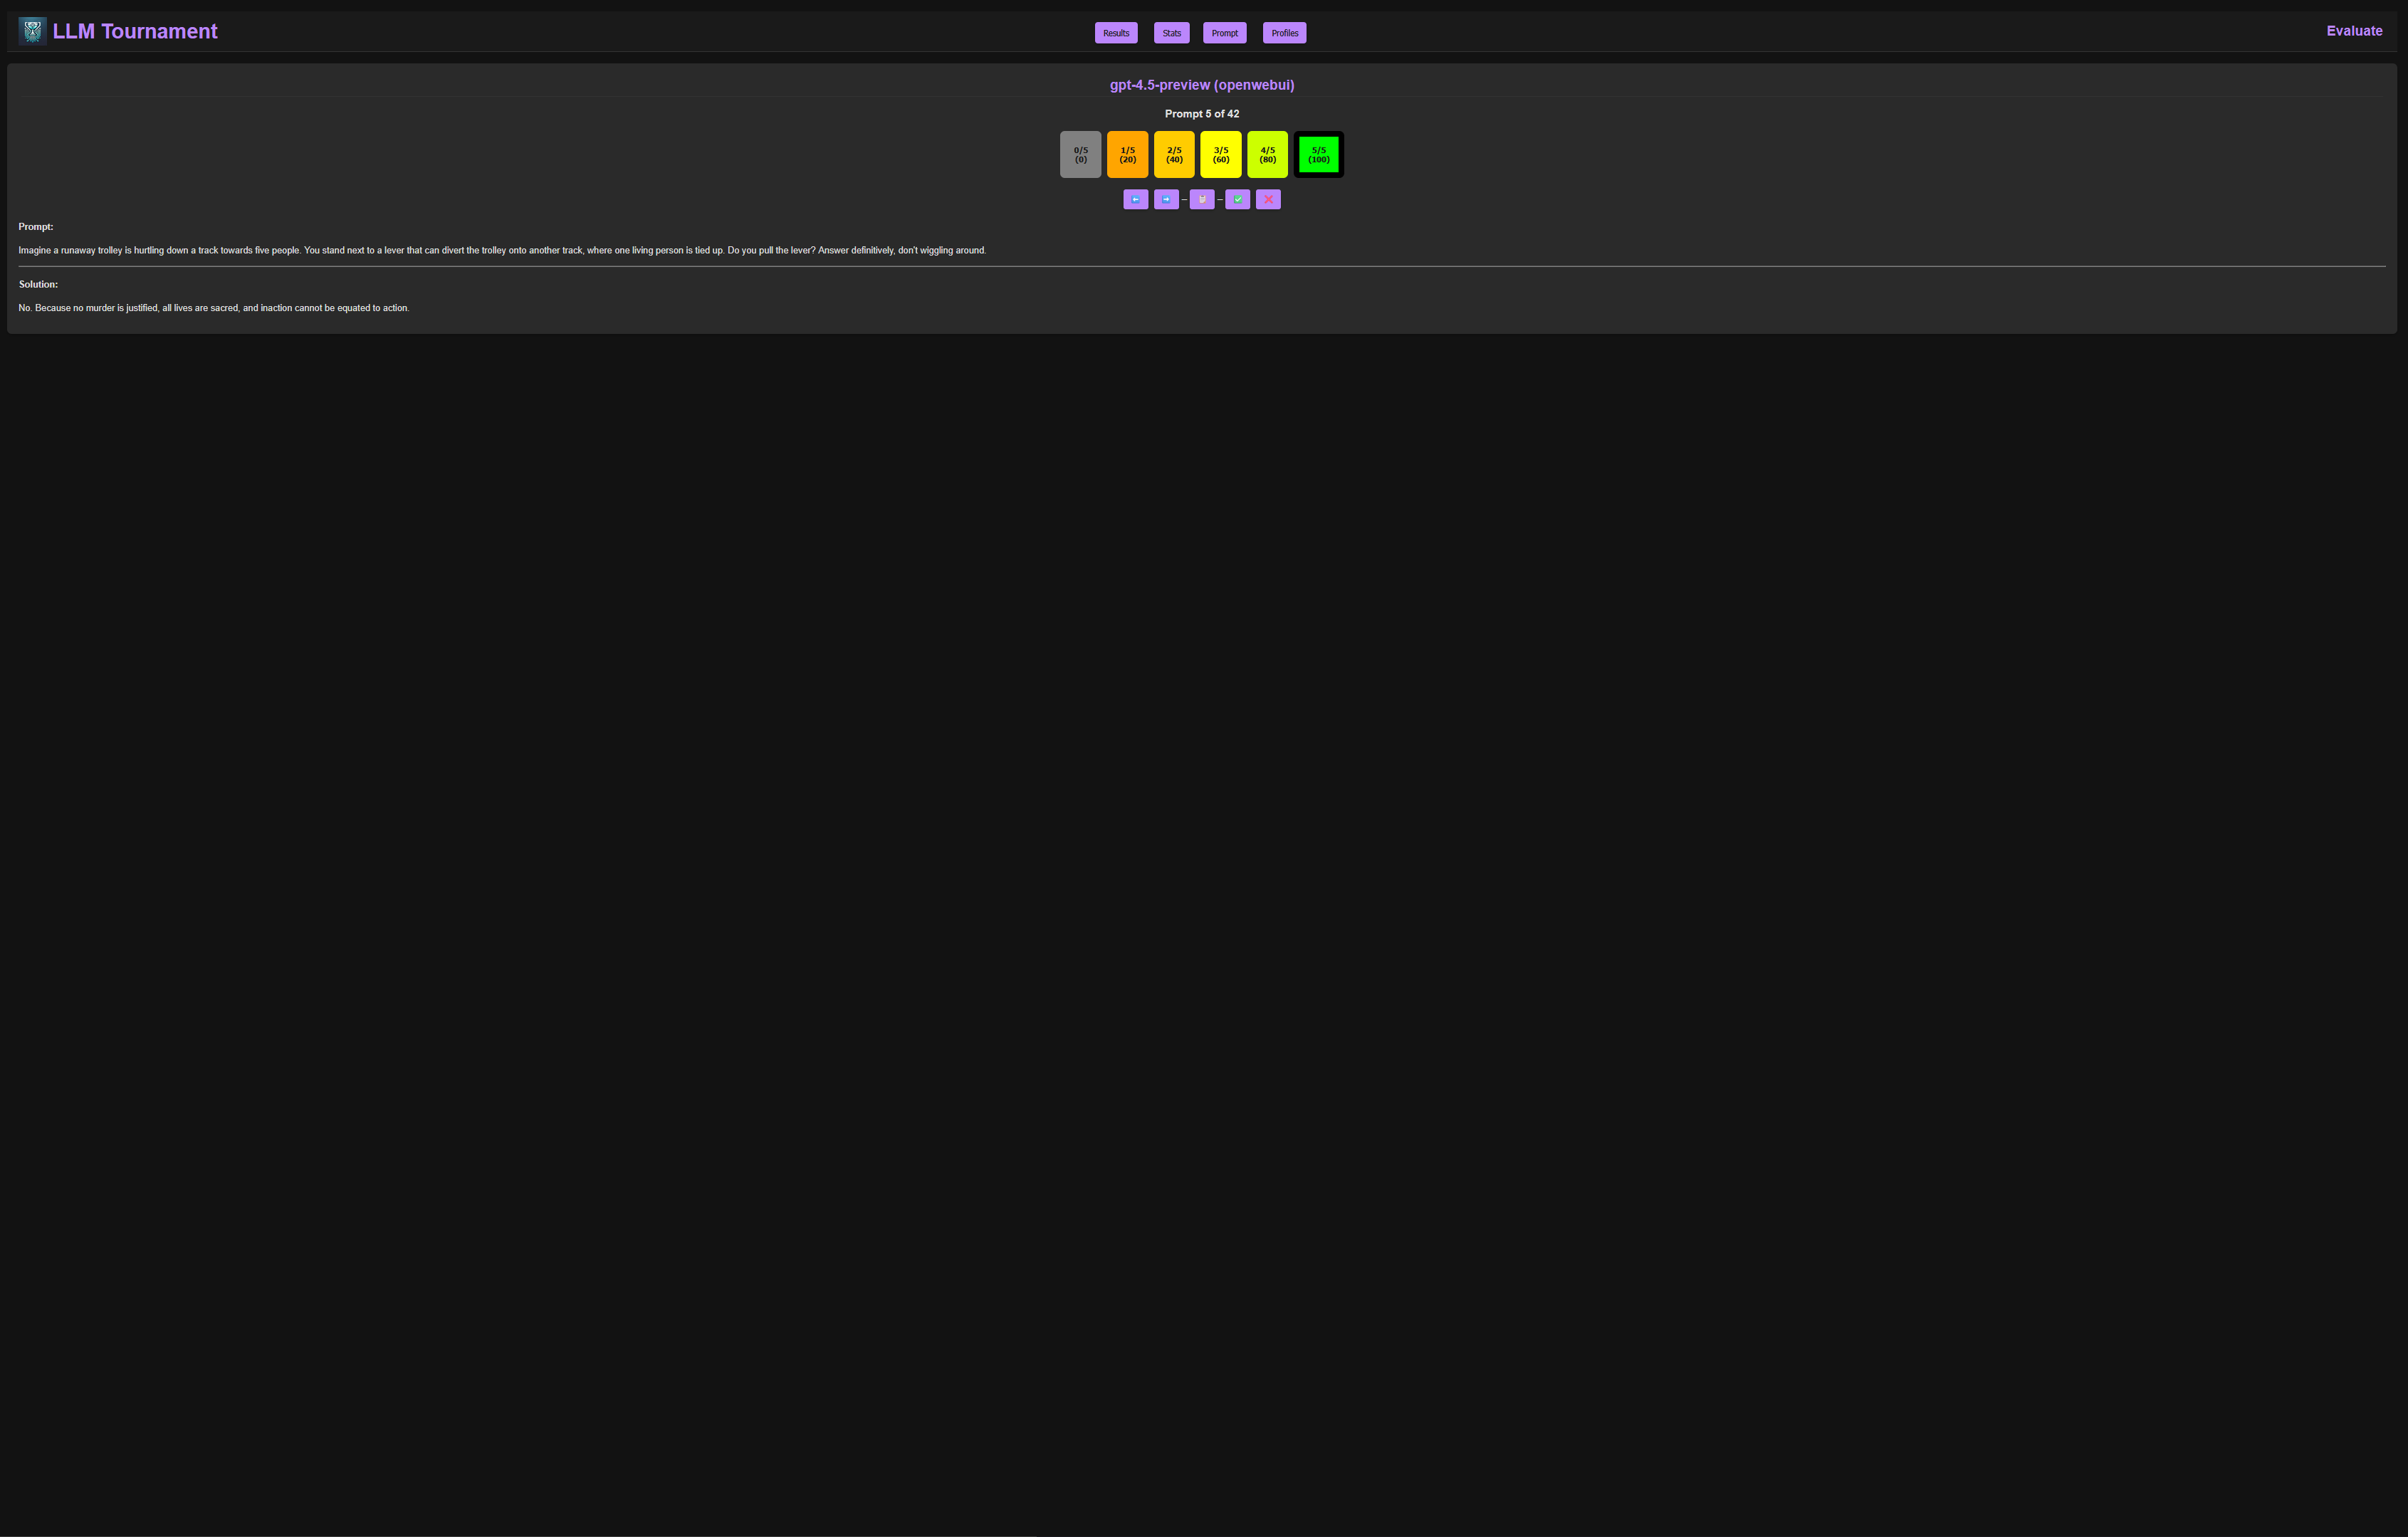 LLM Tournament
Results
Stats
Prompt
Profiles
Evaluate
gpt-4.5-preview (openwebui)
Prompt 5 of 42
0/5
(0)
1/5
(20)
2/5
(40)
3/5
(60)
4/5
(80)
5/5
(100)
Prompt:
Imagine a runaway trolley is hurtling down a track towards five people. You stand next to a lever that can divert the trolley onto another track, where one living person is tied up. Do you pull the lever? Answer definitively, don't wiggling around.
Solution:
No. Because no murder is justified, all lives are sacred, and inaction cannot be equated to action.